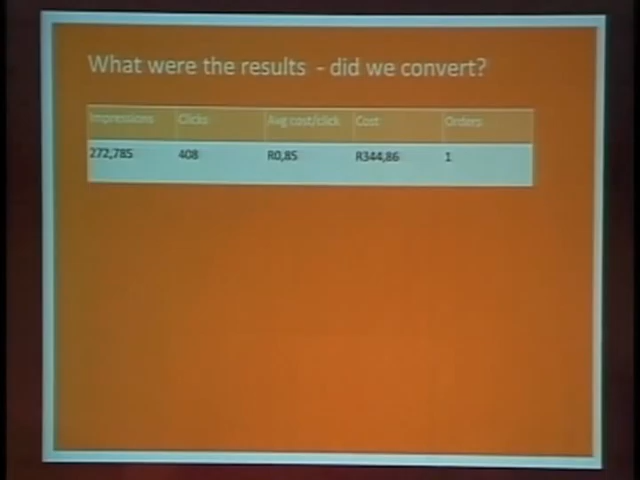 What were the results - did we convert?
Impressions Clicks Avg cost/click Cost Orders
272,785 408 R0,85 R344,86 1